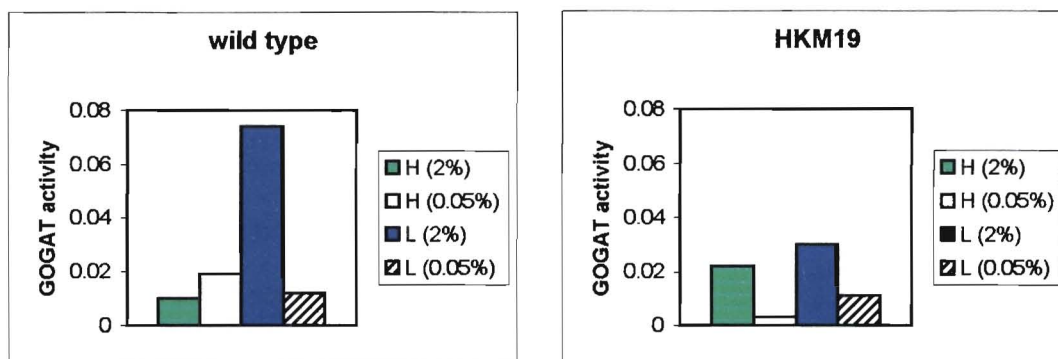 wild type
GOGAT activity
0.08
0.06
0.04
0.02
0
H (2%)
H (0.05%)
L (2%)
L (0.05%)
HKM19
GOGAT activity
0.08
0.06
0.04
0.02
0
H (2%)
H (0.05%)
L (2%)
L (0.05%)